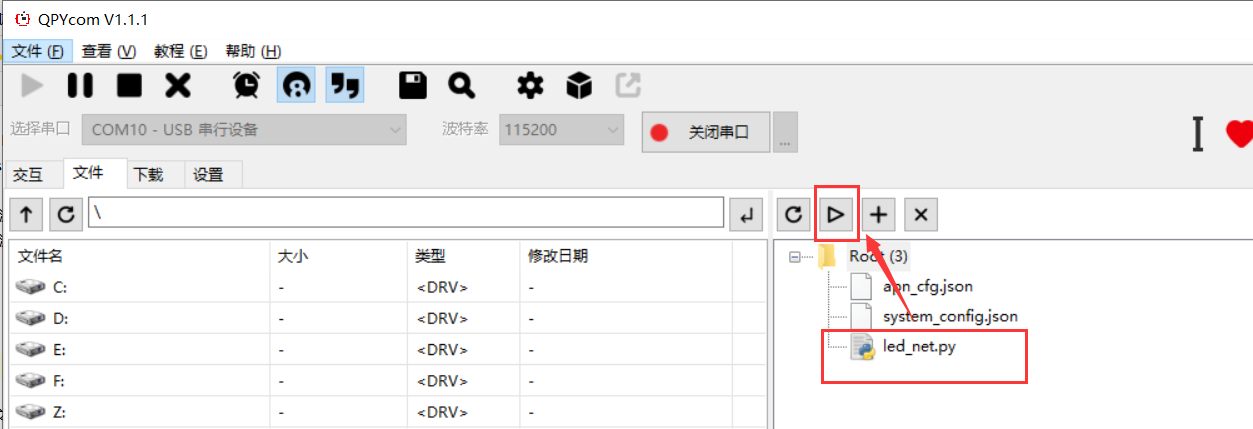 QPYcom V1.1.1
文件 (F) 查看 (V) 教程 (E) 帮助 (H)
选择串口 COM10 - USB 串行设备 波特率 115200 关闭串口 ...
交互 文件 下载 设置
\
文件名 大小 类型 修改日期
C: - <DRV> -
D: - <DRV> -
E: - <DRV> -
F: - <DRV> -
Z: - <DRV> -
Root (3)
apn_cfg.json
system_config.json
led_net.py